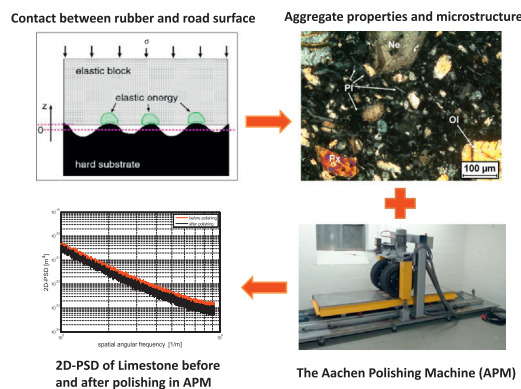 Contact between rubber and road surface
Aggregate properties and microstructure
σ
elastic block
elastic energy
z
0
hard substrate
Ne
Pl
Ol
Px
100 µm
before polishing
after polishing
2D-PSD [m⁴]
spatial angular frequency [1/m]
2D-PSD of Limestone before
and after polishing in APM
The Aachen Polishing Machine (APM)